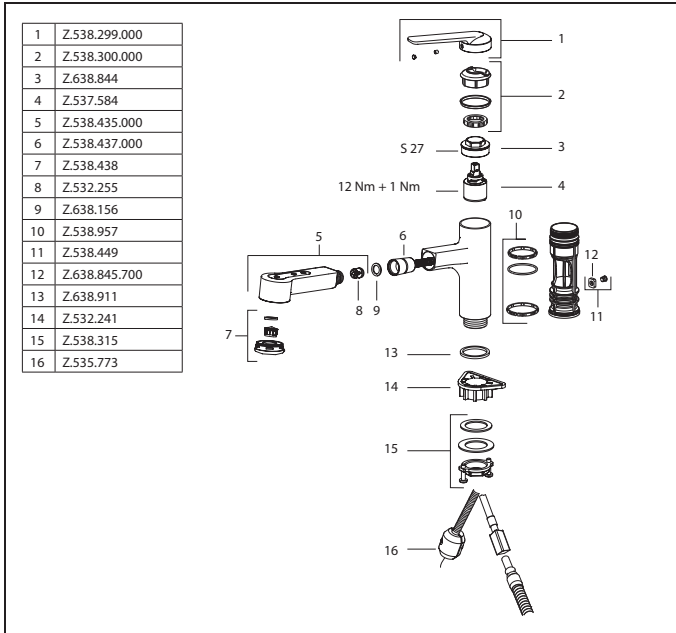 1 Z.538.299.000
2 Z.538.300.000
3 Z.638.844
4 Z.537.584
5 Z.538.435.000
6 Z.538.437.000
7 Z.538.438
8 Z.532.255
9 Z.638.156
10 Z.538.957
11 Z.538.449
12 Z.638.845.700
13 Z.638.911
14 Z.532.241
15 Z.538.315
16 Z.535.773
1
2
S 27
3
12 Nm + 1 Nm
4
10
5
6
12
8
9
11
7
13
14
15
16